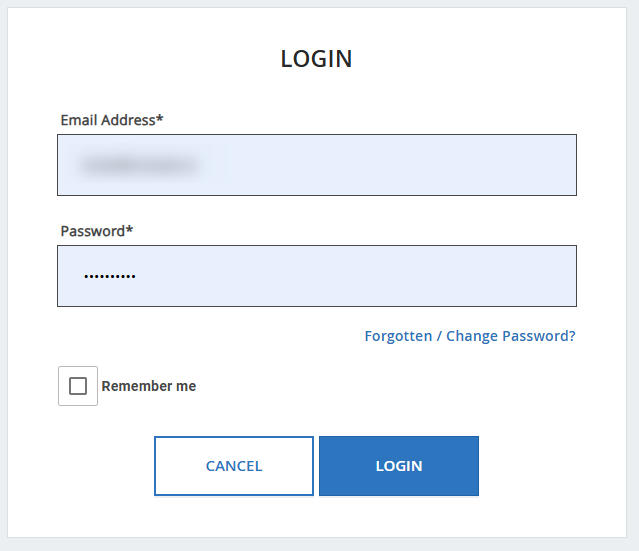 LOGIN
Email Address*
Password*
••••••••••
Forgotten / Change Password?
Remember me
CANCEL LOGIN